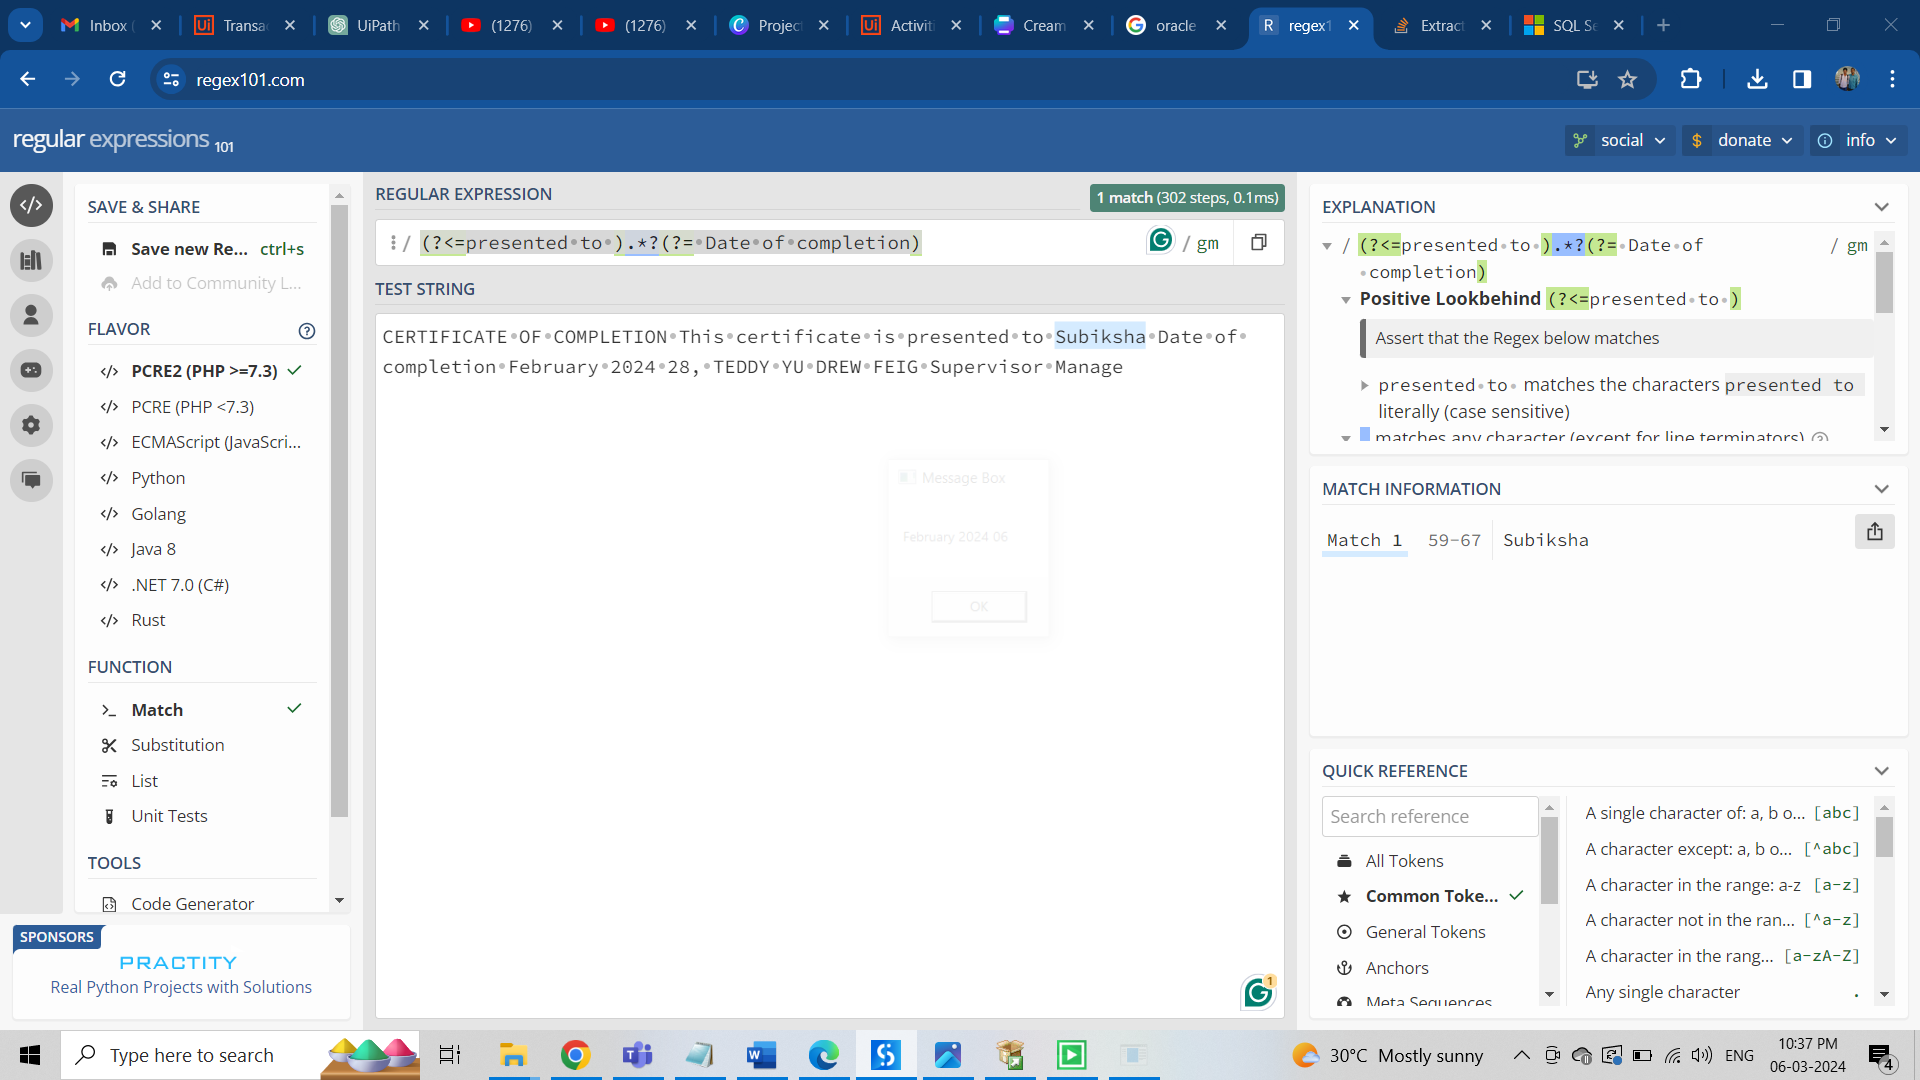 Inbox (
Transac
UiPath
(1276)
(1276)
Project
Activiti
Cream
oracle
regex1
Extract
SQL Se
regex101.com
regular expressions 101
social
donate
info
SAVE & SHARE
Save new Re... ctrl+s
Add to Community L...
FLAVOR
PCRE2 (PHP >=7.3)
PCRE (PHP <7.3)
ECMAScript (JavaScri...
Python
Golang
Java 8
.NET 7.0 (C#)
Rust
FUNCTION
Match
Substitution
List
Unit Tests
TOOLS
Code Generator
SPONSORS
PRACTITY
Real Python Projects with Solutions
REGULAR EXPRESSION
1 match (302 steps, 0.1ms)
/ (?<=presented to ).*?(?= Date of completion) / gm
TEST STRING
CERTIFICATE OF COMPLETION This certificate is presented to Subiksha Date of
completion February 2024 28, TEDDY YU DREW FEIG Supervisor Manage
Message Box
February 2024 06
OK
1
EXPLANATION
/ (?<=presented to ).*?(?= Date of / gm
completion)
Positive Lookbehind (?<=presented to )
Assert that the Regex below matches
presented to matches the characters presented to
literally (case sensitive)
. matches any character (except for line terminators)
MATCH INFORMATION
Match 1 59-67 Subiksha
QUICK REFERENCE
Search reference
All Tokens
Common Toke...
General Tokens
Anchors
Meta Sequences
A single character of: a, b o... [abc]
A character except: a, b o... [^abc]
A character in the range: a-z [a-z]
A character not in the ran... [^a-z]
A character in the rang... [a-zA-Z]
Any single character .
Type here to search
30°C Mostly sunny
ENG
10:37 PM
06-03-2024
4